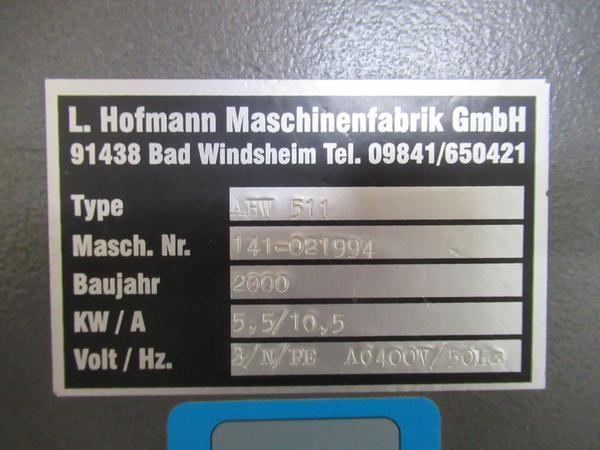 L. Hofmann Maschinenfabrik GmbH
91438 Bad Windsheim Tel. 09841/650421
Type AHW 511
Masch. Nr. 141-021994
Baujahr 2000
KW / A 5,5/10,5
Volt / Hz. 3/N/PE AC400V/50Hz